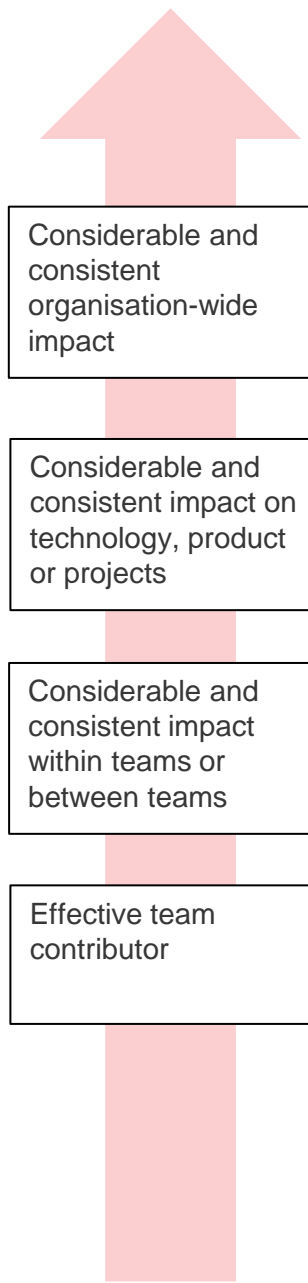 Considerable and
consistent
organisation-wide
impact
Considerable and
consistent impact on
technology, product
or projects
Considerable and
consistent impact
within teams or
between teams
Effective team
contributor